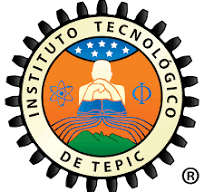 INSTITUTO TECNOLÓGICO
DE TEPIC
Φ
®